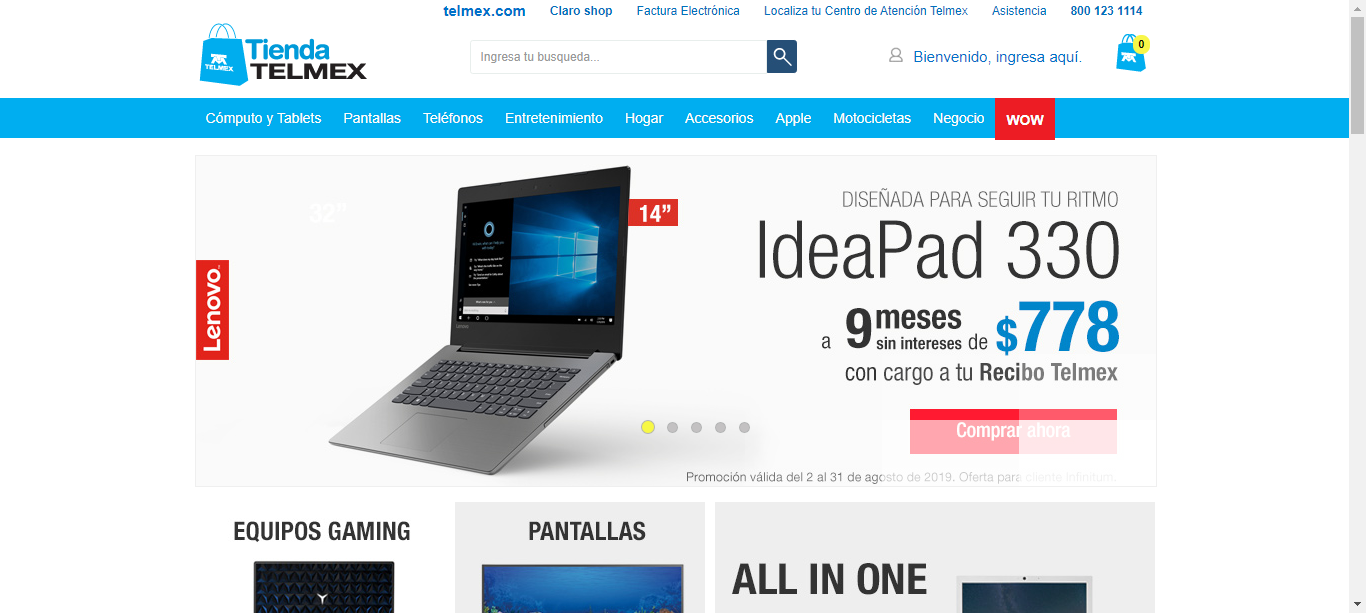 telmex.com Claro shop Factura Electrónica Localiza tu Centro de Atención Telmex Asistencia 800 123 1114
Tienda
TELMEX
TELMEX
Ingresa tu busqueda...
Bienvenido, ingresa aquí.
0
Cómputo y Tablets Pantallas Teléfonos Entretenimiento Hogar Accesorios Apple Motocicletas Negocio WOW
32”
14”
Lenovo
Lenovo
DISEÑADA PARA SEGUIR TU RITMO
IdeaPad 330
a 9 meses sin intereses de $778
con cargo a tu Recibo Telmex
Comprar ahora
Promoción válida del 2 al 31 de agosto de 2019. Oferta para cliente Infinitum.
EQUIPOS GAMING
PANTALLAS
ALL IN ONE